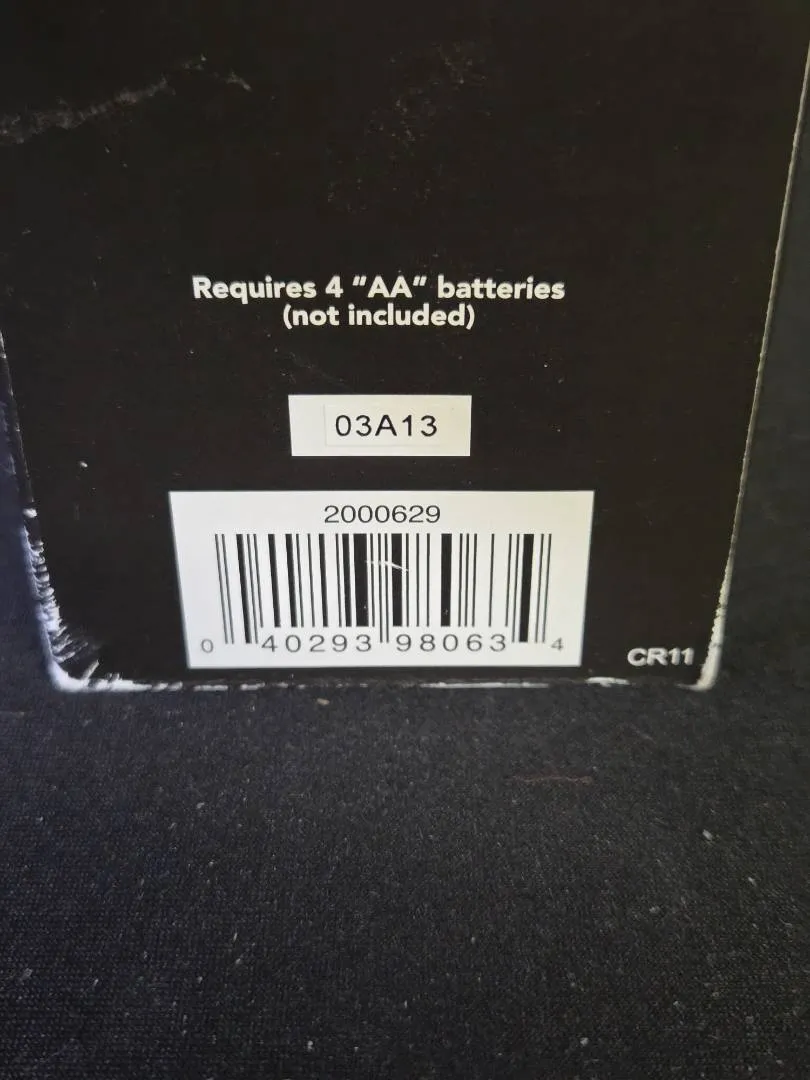 Requires 4 "AA" batteries
(not included)
03A13
2000629
0 40293 98063 4
CR11